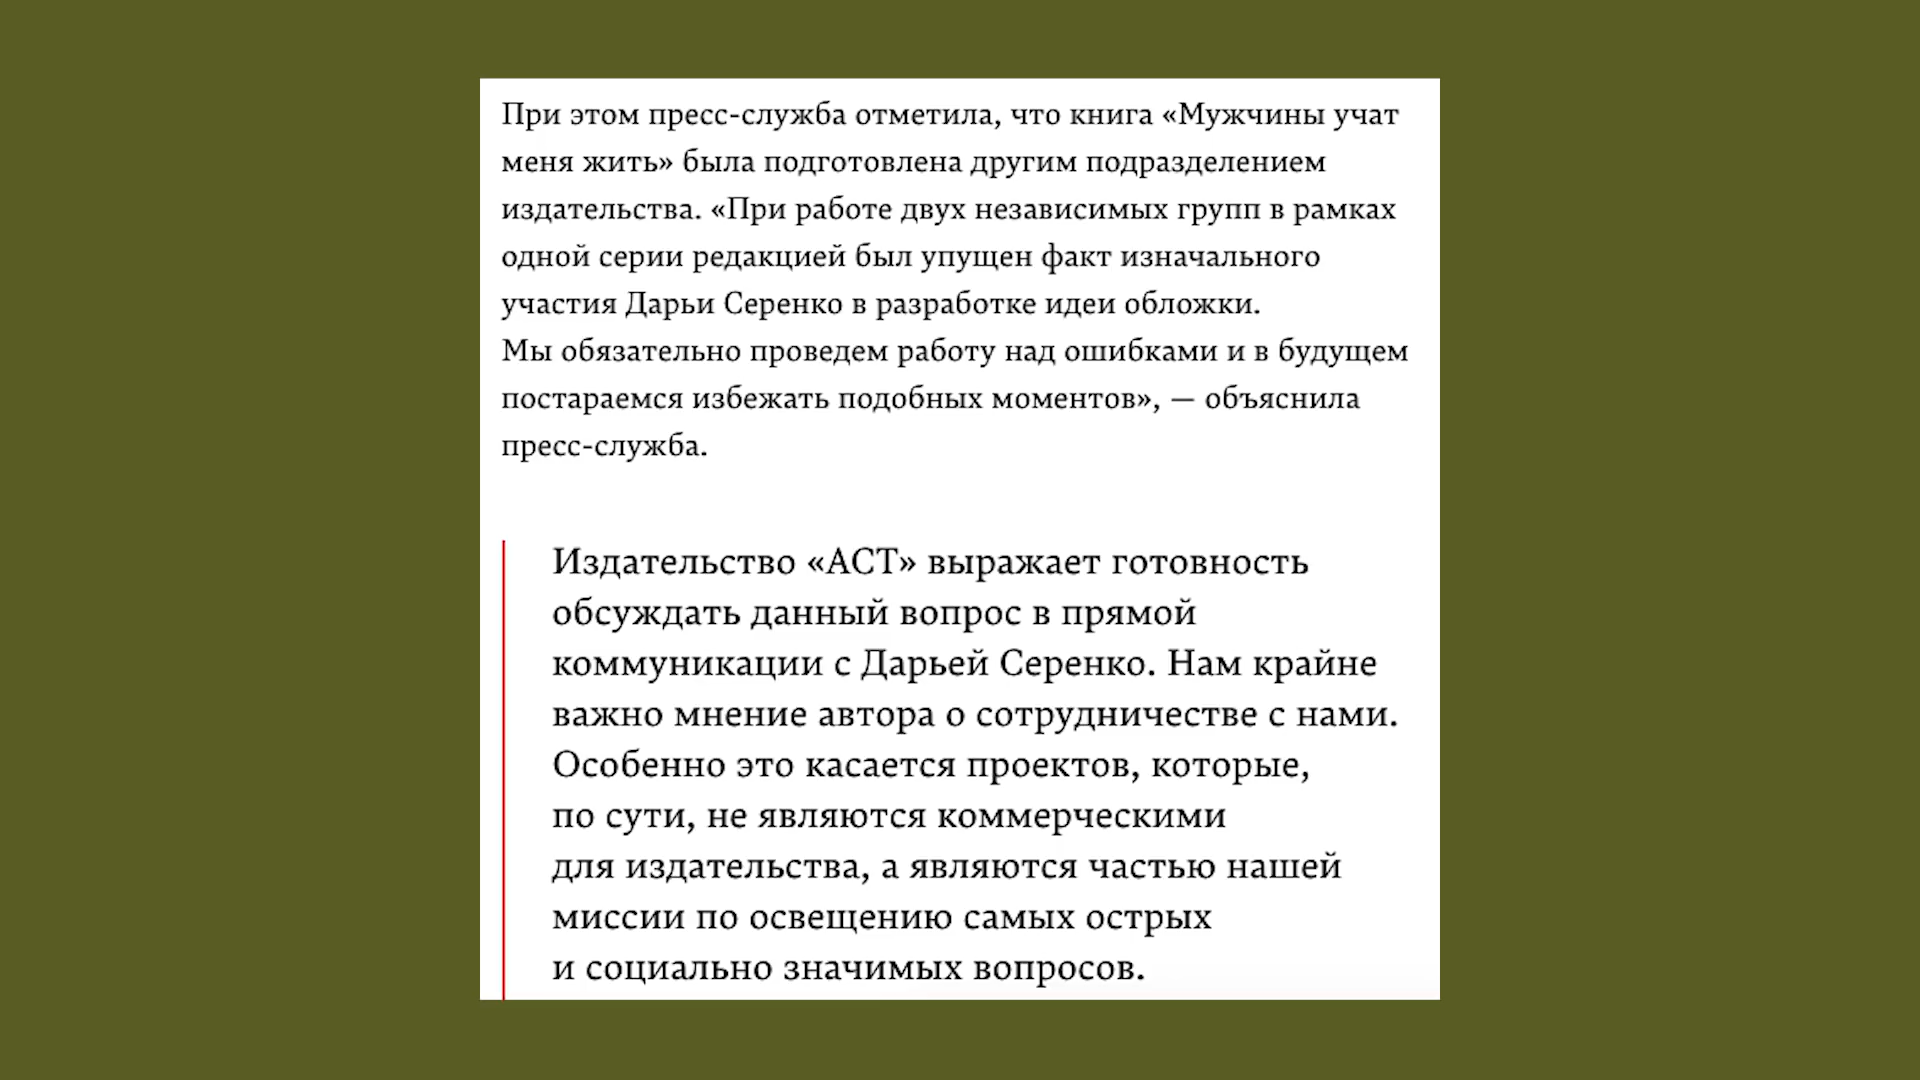 При этом пресс-служба отметила, что книга «Мужчины учат
меня жить» была подготовлена другим подразделением
издательства. «При работе двух независимых групп в рамках
одной серии редакцией был упущен факт изначального
участия Дарьи Серенко в разработке идеи обложки.
Мы обязательно проведем работу над ошибками и в будущем
постараемся избежать подобных моментов», — объяснила
пресс-служба.
Издательство «АСТ» выражает готовность
обсуждать данный вопрос в прямой
коммуникации с Дарьей Серенко. Нам крайне
важно мнение автора о сотрудничестве с нами.
Особенно это касается проектов, которые,
по сути, не являются коммерческими
для издательства, а являются частью нашей
миссии по освещению самых острых
и социально значимых вопросов.